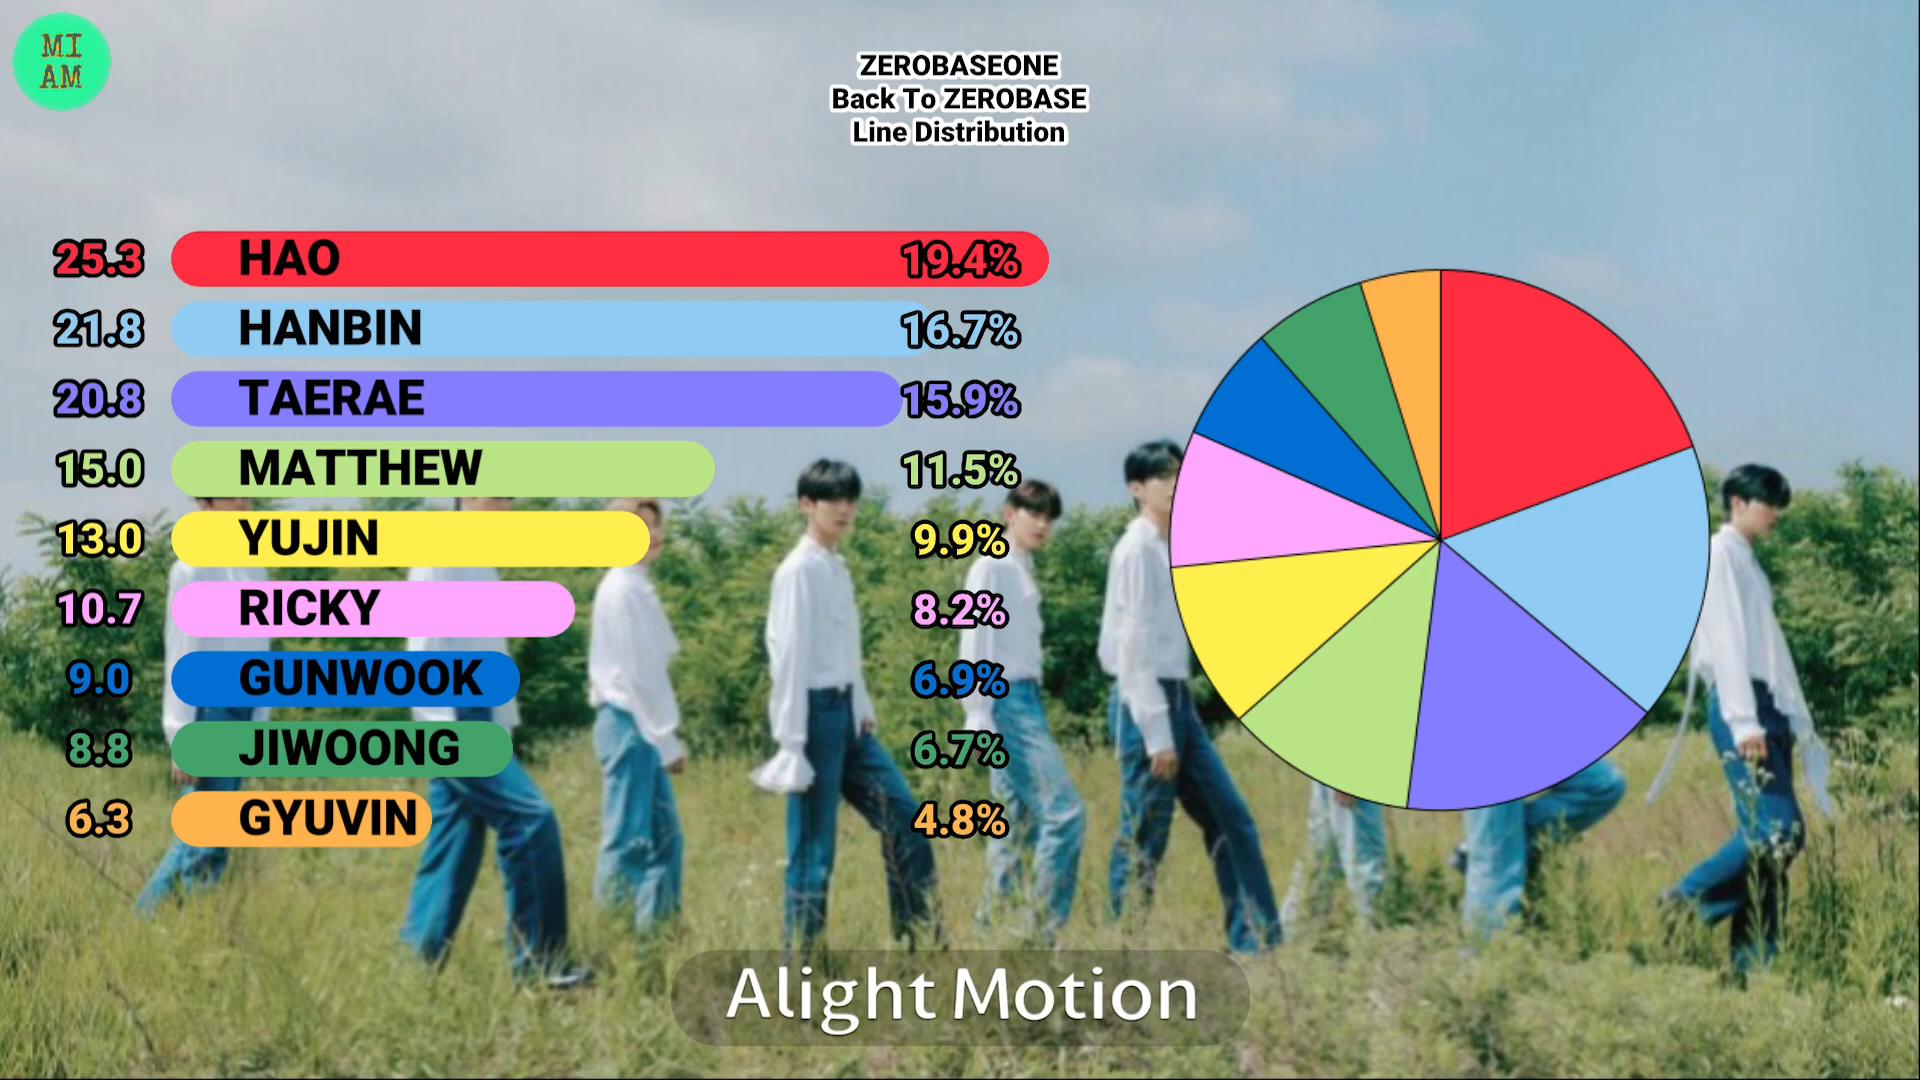 MI
AM
ZEROBASEONE
Back To ZEROBASE
Line Distribution
25.3 HAO 19.4%
21.8 HANBIN 16.7%
20.8 TAERAE 15.9%
15.0 MATTHEW 11.5%
13.0 YUJIN 9.9%
10.7 RICKY 8.2%
9.0 GUNWOOK 6.9%
8.8 JIWOONG 6.7%
6.3 GYUVIN 4.8%
Alight Motion